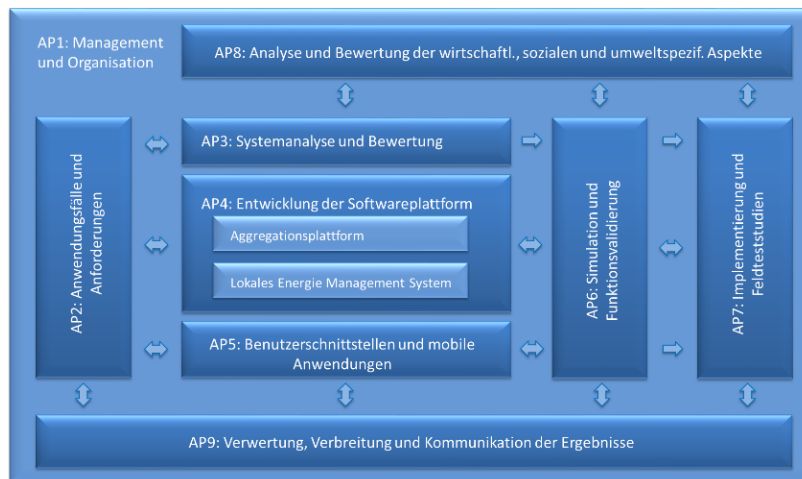 AP1: Management
und Organisation
AP8: Analyse und Bewertung der wirtschaftl., sozialen und umweltspezif. Aspekte
AP2: Anwendungsfälle und
Anforderungen
AP3: Systemanalyse und Bewertung
AP4: Entwicklung der Softwareplattform
Aggregationsplattform
Lokales Energie Management System
AP5: Benutzerschnittstellen und mobile
Anwendungen
AP6: Simulation und
Funktionsvalidierung
AP7: Implementierung und
Feldteststudien
AP9: Verwertung, Verbreitung und Kommunikation der Ergebnisse